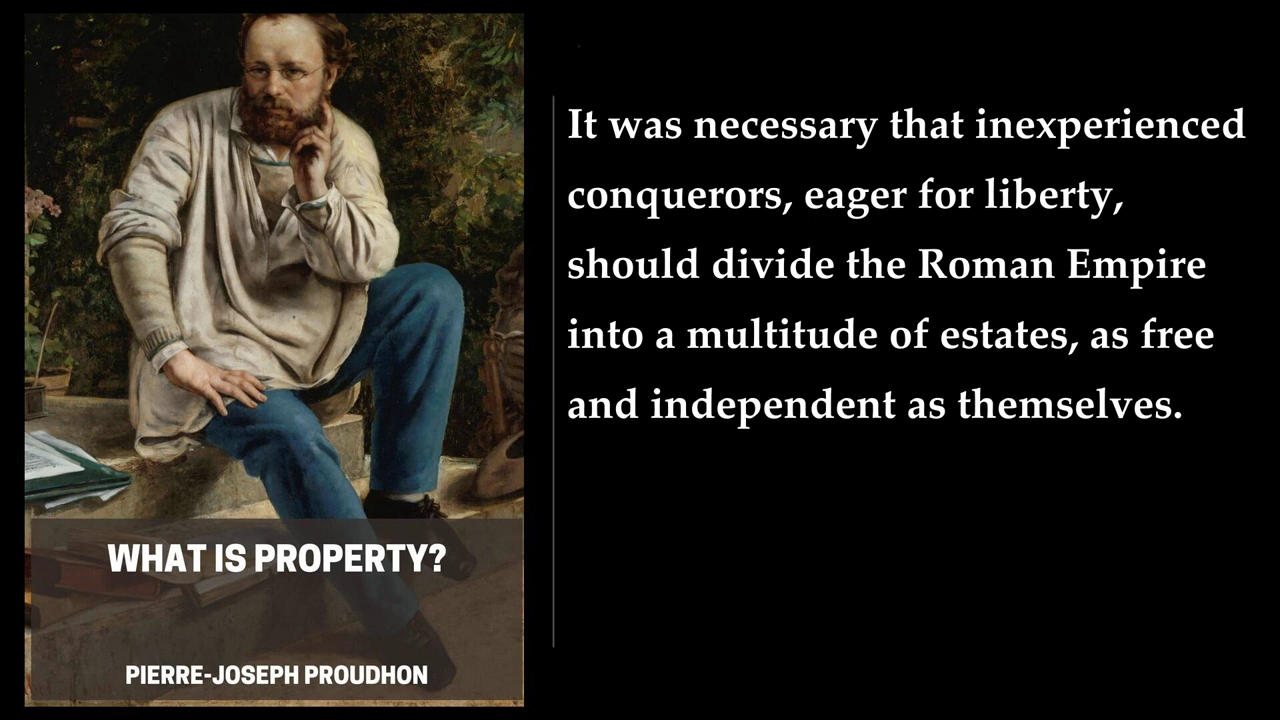 It was necessary that inexperienced
conquerors, eager for liberty,
should divide the Roman Empire
into a multitude of estates, as free
and independent as themselves.
WHAT IS PROPERTY?
PIERRE-JOSEPH PROUDHON